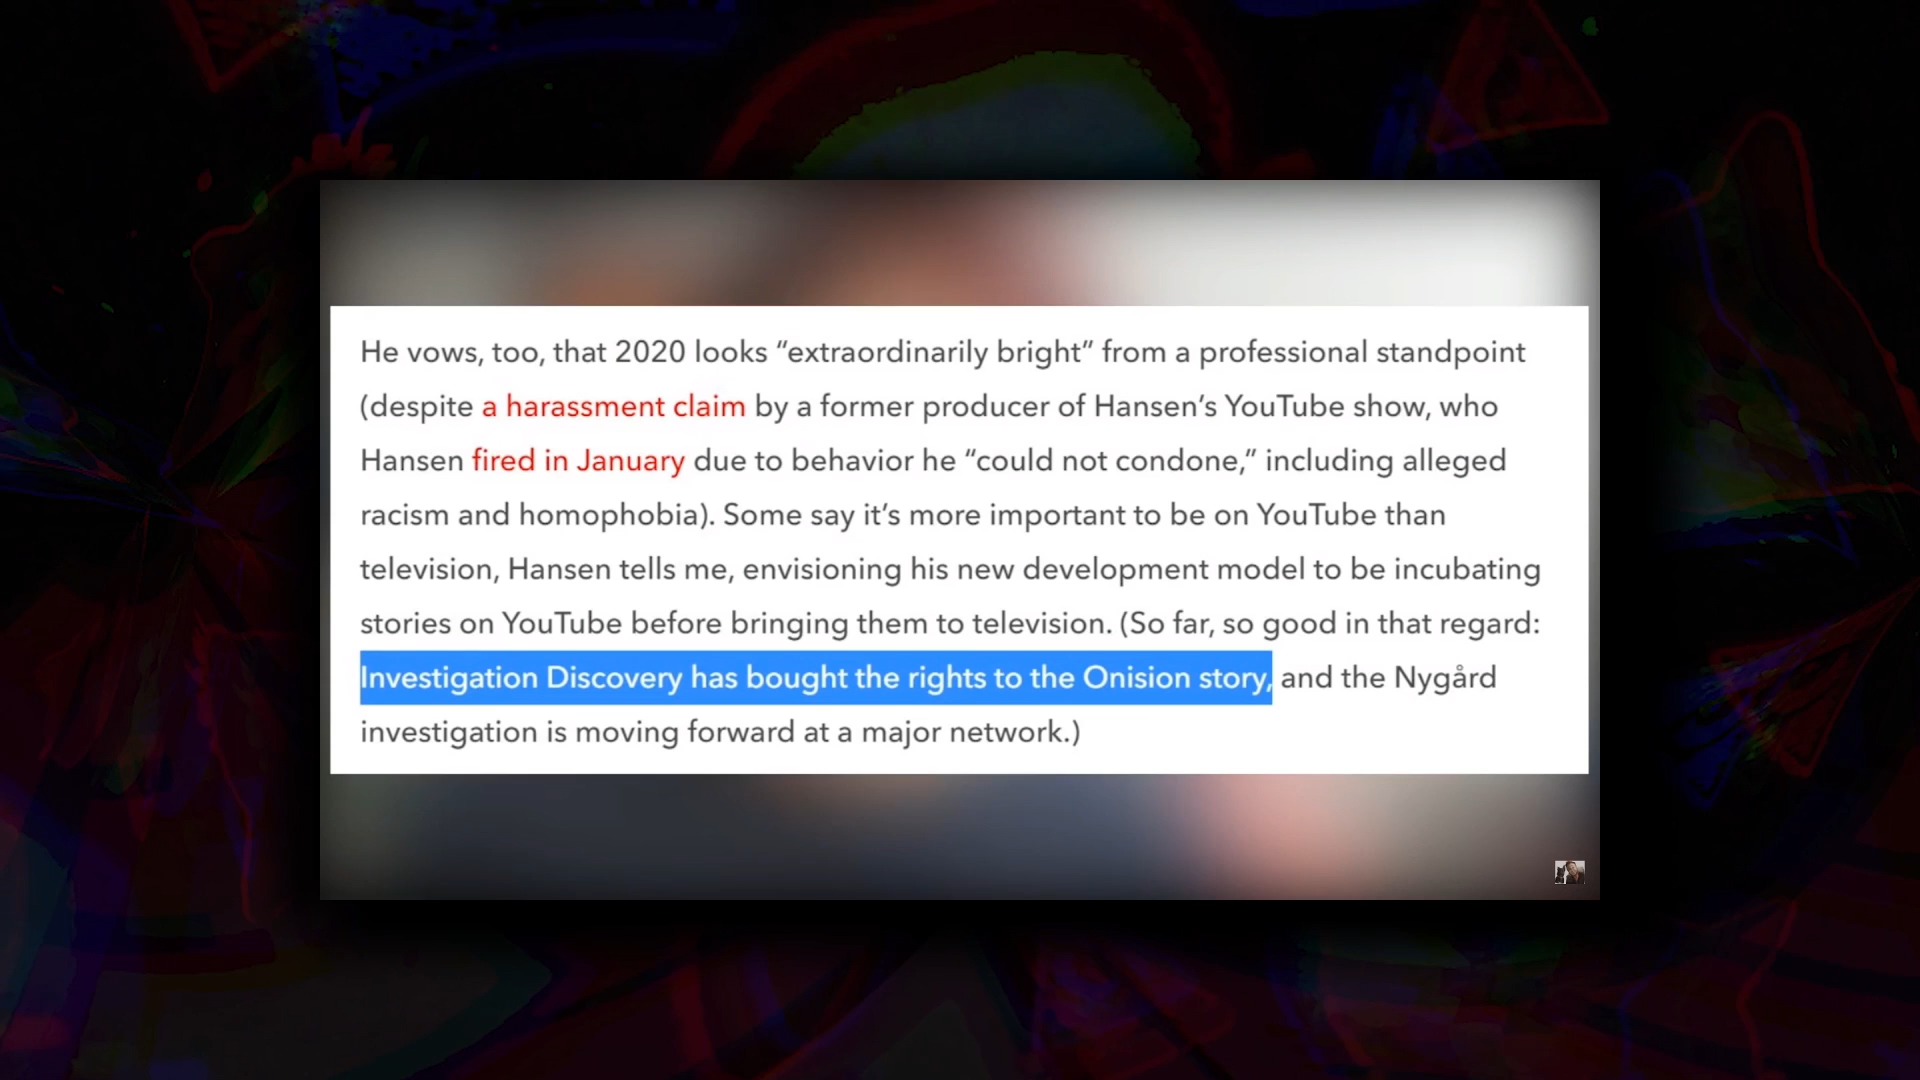 He vows, too, that 2020 looks “extraordinarily bright” from a professional standpoint
(despite a harassment claim by a former producer of Hansen’s YouTube show, who
Hansen fired in January due to behavior he “could not condone,” including alleged
racism and homophobia). Some say it’s more important to be on YouTube than
television, Hansen tells me, envisioning his new development model to be incubating
stories on YouTube before bringing them to television. (So far, so good in that regard:
Investigation Discovery has bought the rights to the Onision story, and the Nygård
investigation is moving forward at a major network.)